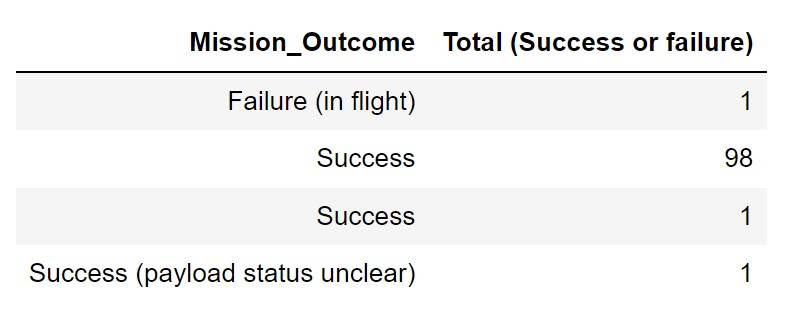 Mission_Outcome Total (Success or failure)
Failure (in flight) 1
Success 98
Success 1
Success (payload status unclear) 1